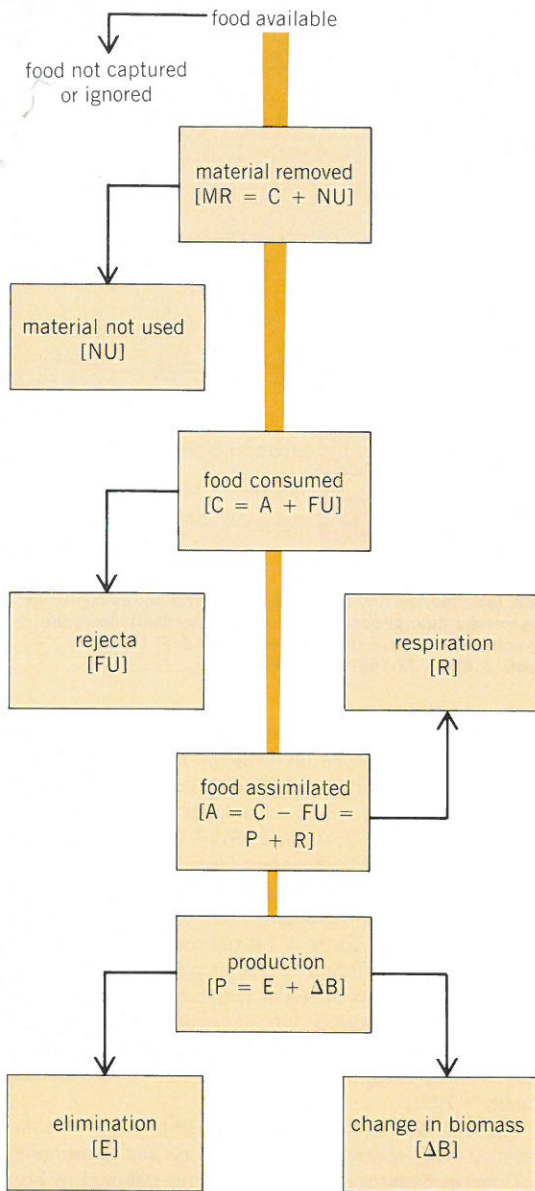 food available
food not captured
or ignored
material removed
[MR = C + NU]
material not used
[NU]
food consumed
[C = A + FU]
rejecta
[FU]
respiration
[R]
food assimilated
[A = C − FU =
P + R]
production
[P = E + ΔB]
elimination
[E]
change in biomass
[ΔB]